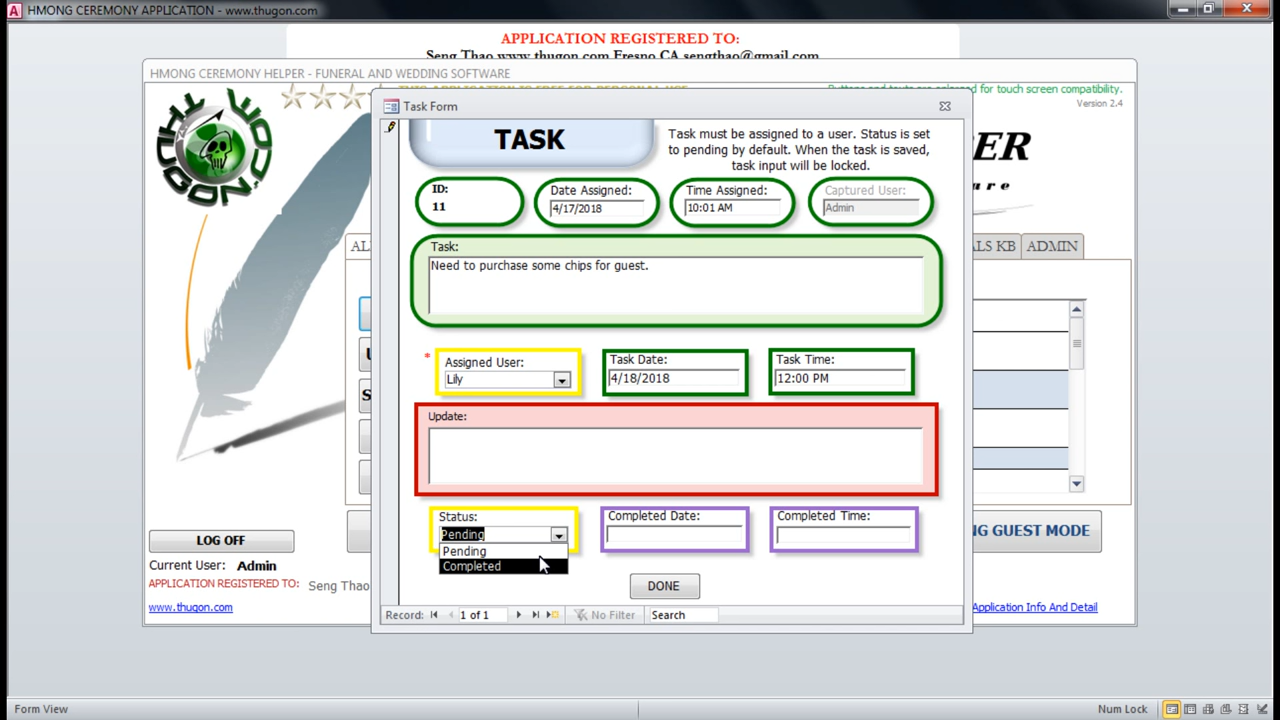 HMONG CEREMONY APPLICATION - www.thugon.com
APPLICATION REGISTERED TO:
Seng Thao www.thugon.com Fresno CA sengthao@gmail.com
HMONG CEREMONY HELPER - FUNERAL AND WEDDING SOFTWARE
for touch screen compatibility.
Version 2.4
Task Form
TASK
Task must be assigned to a user. Status is set
to pending by default. When the task is saved,
task input will be locked.
THUGON.COM
ER
are
ID:
11
Date Assigned:
4/17/2018
Time Assigned:
10:01 AM
Captured User:
Admin
AL
ALS KB
ADMIN
Task:
Need to purchase some chips for guest.
* Assigned User:
Lily
Task Date:
4/18/2018
Task Time:
12:00 PM
U
S
Update:
Status:
Pending
Pending
Completed
Completed Date:
Completed Time:
NG GUEST MODE
LOG OFF
Current User: Admin
APPLICATION REGISTERED TO: Seng Thao
www.thugon.com
DONE
Application Info And Detail
Record: 1 of 1 No Filter Search
Form View
Num Lock